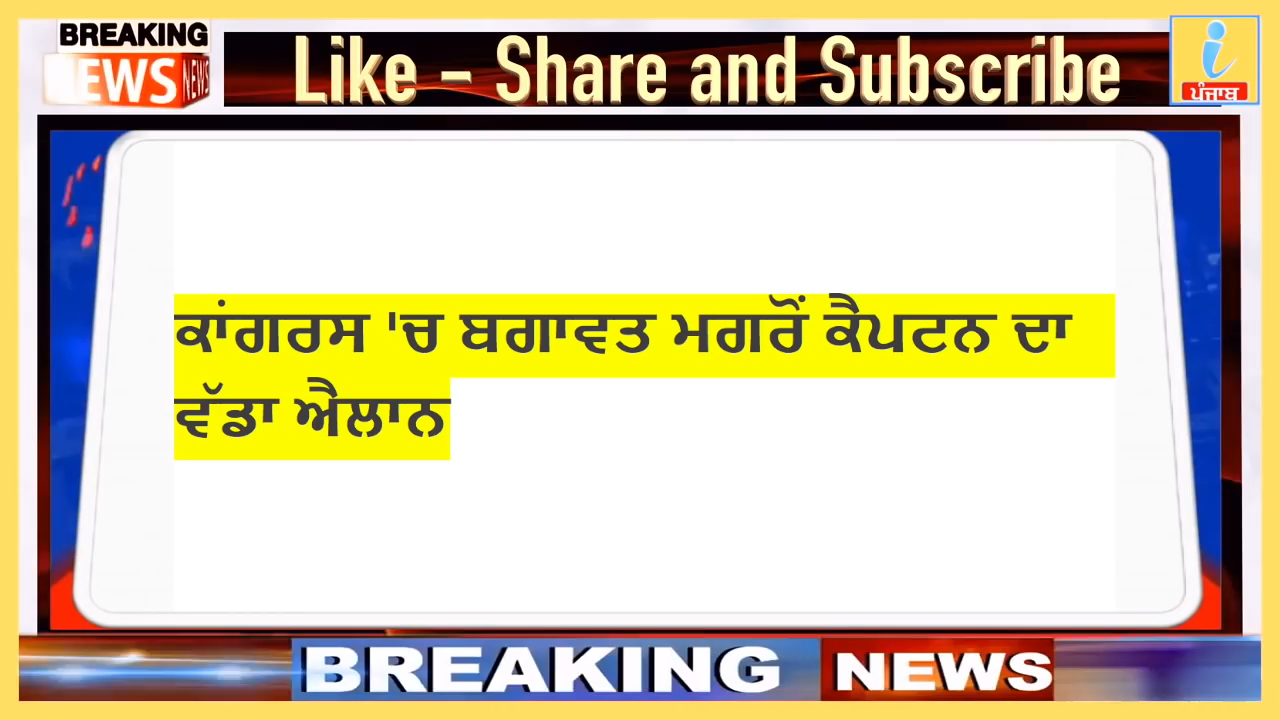 BREAKING
NEWS NEWS
Like - Share and Subscribe
i
ਪੰਜਾਬ
ਕਾਂਗਰਸ 'ਚ ਬਗਾਵਤ ਮਗਰੋਂ ਕੈਪਟਨ ਦਾ
ਵੱਡਾ ਐਲਾਨ
BREAKING NEWS